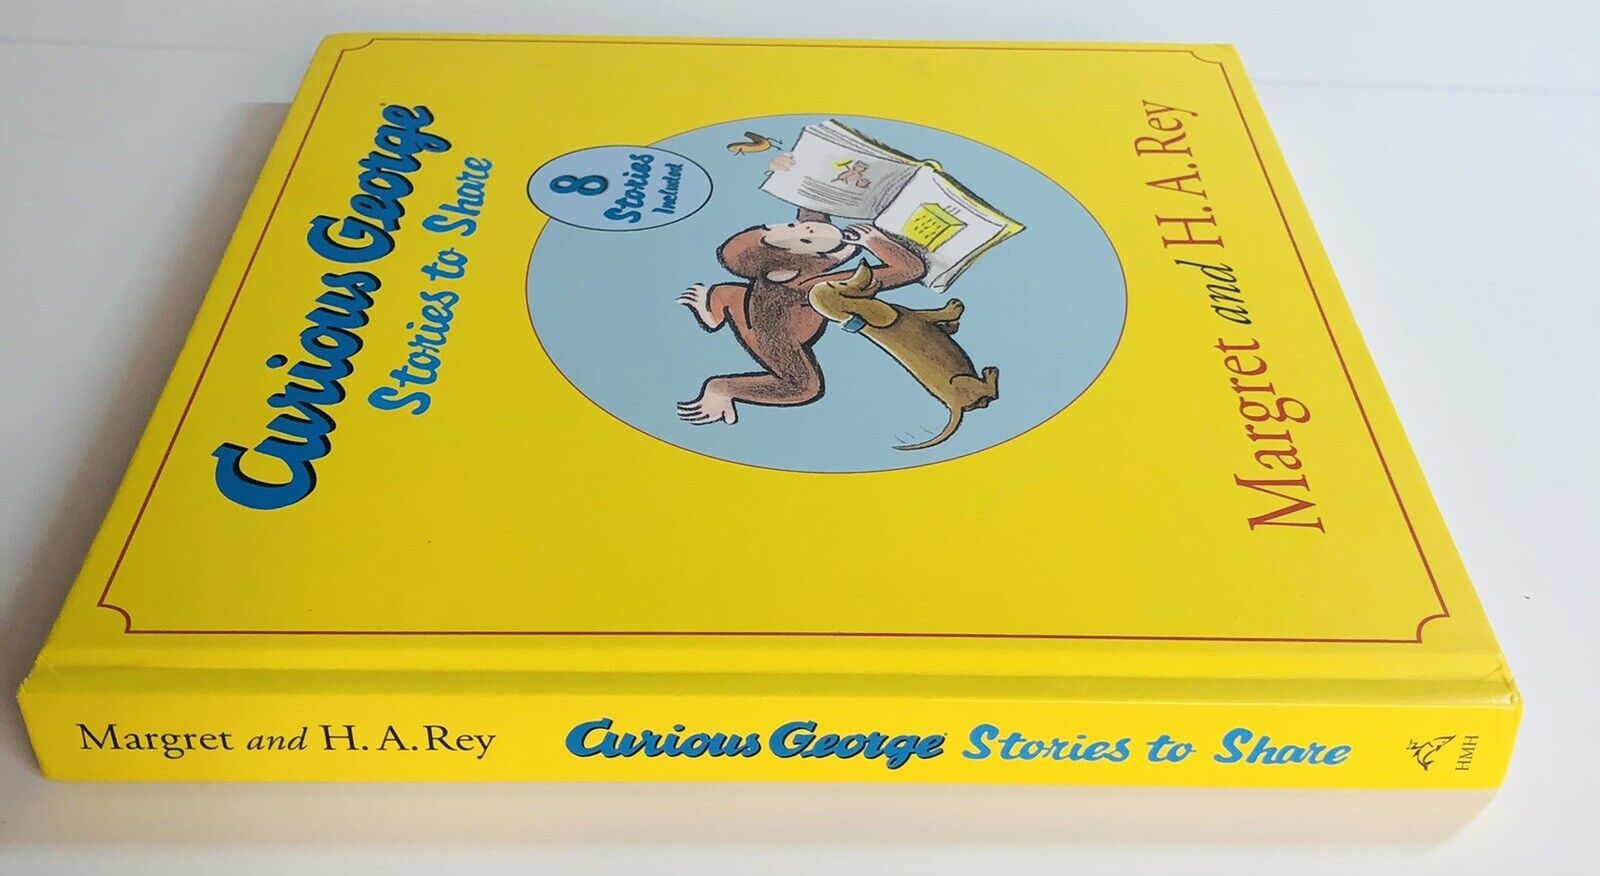 Curious George
Stories to Share
8
Stories
Included
Margret and H. A. Rey
Margret and H. A. Rey Curious George Stories to Share HMH